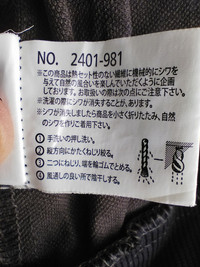 NO. 2401-981
※この商品は熱セット性のない繊維に機械的にシワを
与えて自然の風合いを楽しんでいただくように企画
しております。お取扱いの際は次の点にご注意下さい。
※洗濯の際にシワが消失することがあり、ます。
※シワが消失しましたら商品を小さく折りたたみ、自然
のシワを作りご着用下さい。
①手洗いの押し洗い。
②縦方向にかたくねじり絞る。
③二つにねじり、端を輪ゴムでとめる。
④風通しの良い所で陰干しする。